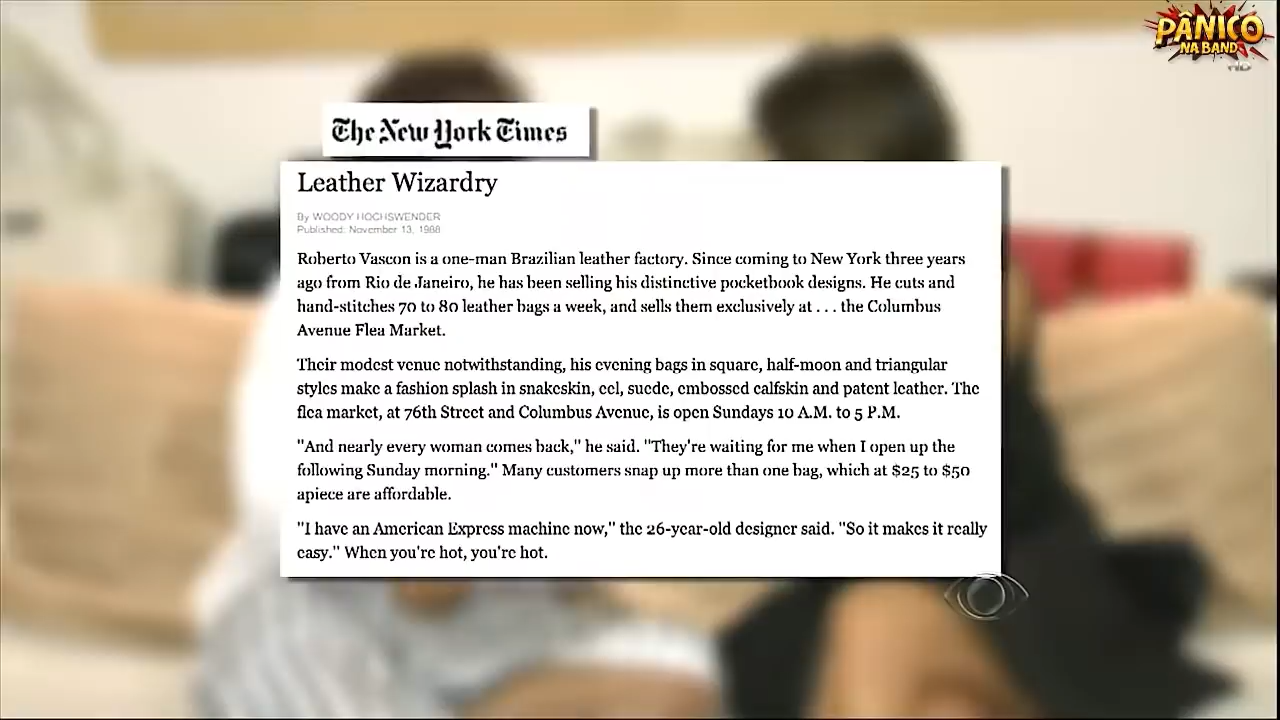 PÂNICO
NA BAND
HD
The New York Times
Leather Wizardry
By WOODY HOCHSWENDER
Published: November 13, 1988
Roberto Vascon is a one-man Brazilian leather factory. Since coming to New York three years
ago from Rio de Janeiro, he has been selling his distinctive pocketbook designs. He cuts and
hand-stitches 70 to 80 leather bags a week, and sells them exclusively at . . . the Columbus
Avenue Flea Market.
Their modest venue notwithstanding, his evening bags in square, half-moon and triangular
styles make a fashion splash in snakeskin, eel, suede, embossed calfskin and patent leather. The
flea market, at 76th Street and Columbus Avenue, is open Sundays 10 A.M. to 5 P.M.
"And nearly every woman comes back," he said. "They're waiting for me when I open up the
following Sunday morning." Many customers snap up more than one bag, which at $25 to $50
apiece are affordable.
"I have an American Express machine now," the 26-year-old designer said. "So it makes it really
easy." When you're hot, you're hot.